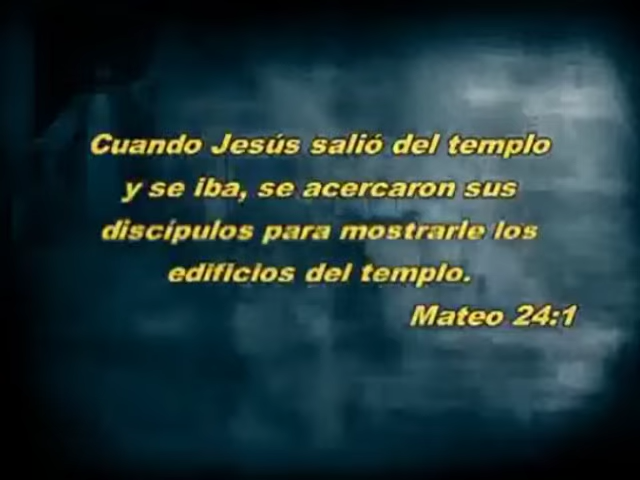 Cuando Jesús salió del templo
y se iba, se acercaron sus
discípulos para mostrarle los
edificios del templo.
Mateo 24:1